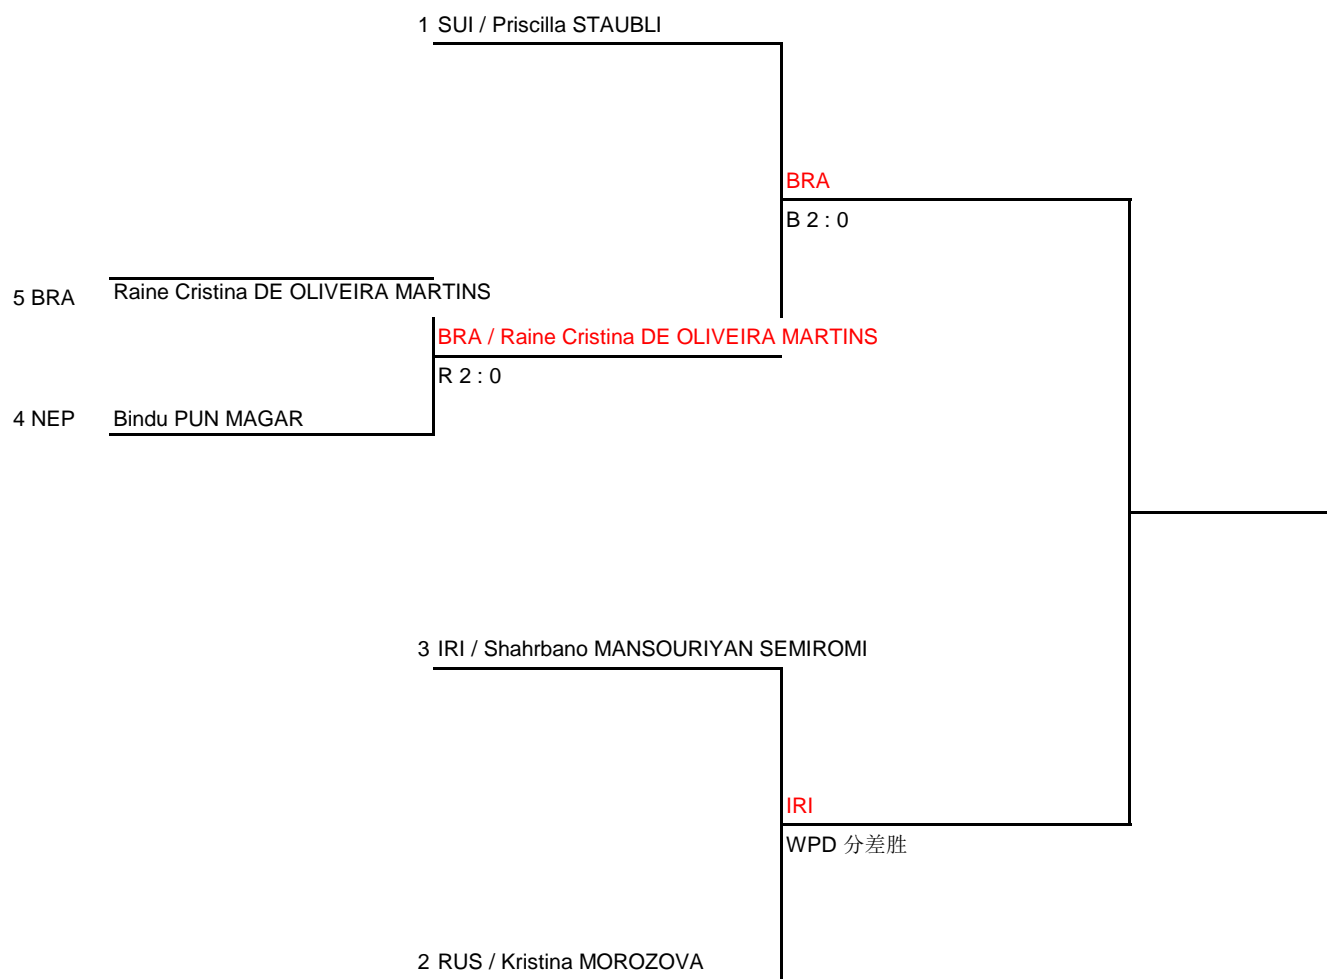 1 SUI / Priscilla STAUBLI
BRA
B 2 : 0
5 BRA Raine Cristina DE OLIVEIRA MARTINS
BRA / Raine Cristina DE OLIVEIRA MARTINS
R 2 : 0
4 NEP Bindu PUN MAGAR
3 IRI / Shahrbano MANSOURIYAN SEMIROMI
IRI
WPD 分差胜
2 RUS / Kristina MOROZOVA